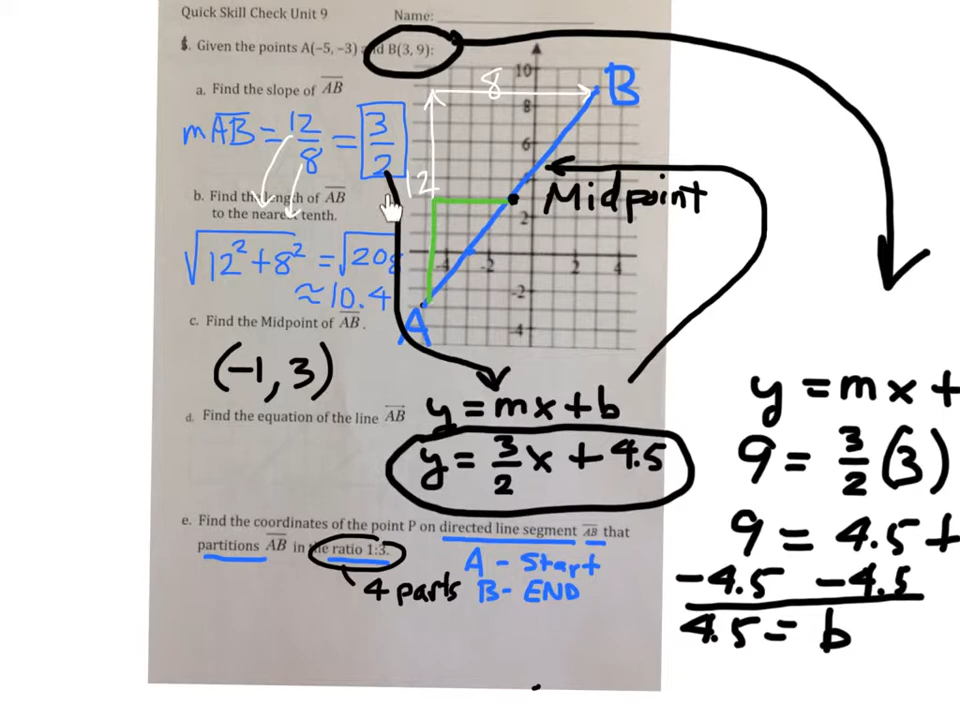 Quick Skill Check Unit 9 Name:
Given the points A(-5, -3) and B(3, 9):
a. Find the slope of AB
mAB = 12/8 = 3/2
b. Find the length of AB
to the nearest tenth.
√12² + 8² = √208
≈ 10.4
c. Find the Midpoint of AB.
(-1, 3)
d. Find the equation of the line AB
y = mx + b
y = 3/2 x + 4.5
e. Find the coordinates of the point P on directed line segment AB that
partitions AB in the ratio 1:3.
4 parts
A - Start
B - END
10
8
6
2
-4 -2 2 4
-2
-4
8
12
A
B
Midpoint
y = mx +
9 = 3/2 (3)
9 = 4.5 +
-4.5 -4.5
4.5 = b